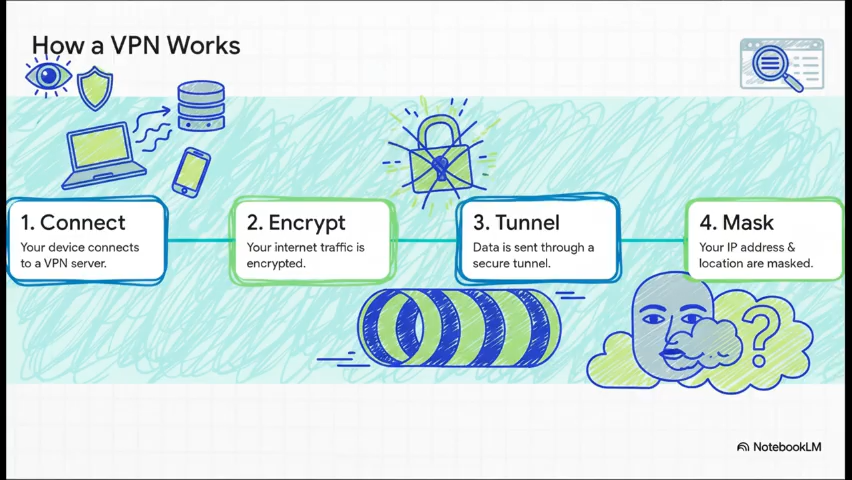 How a VPN Works
1. Connect
Your device connects
to a VPN server.
2. Encrypt
Your internet traffic is
encrypted.
3. Tunnel
Data is sent through a
secure tunnel.
4. Mask
Your IP address &
location are masked.
?
NotebookLM